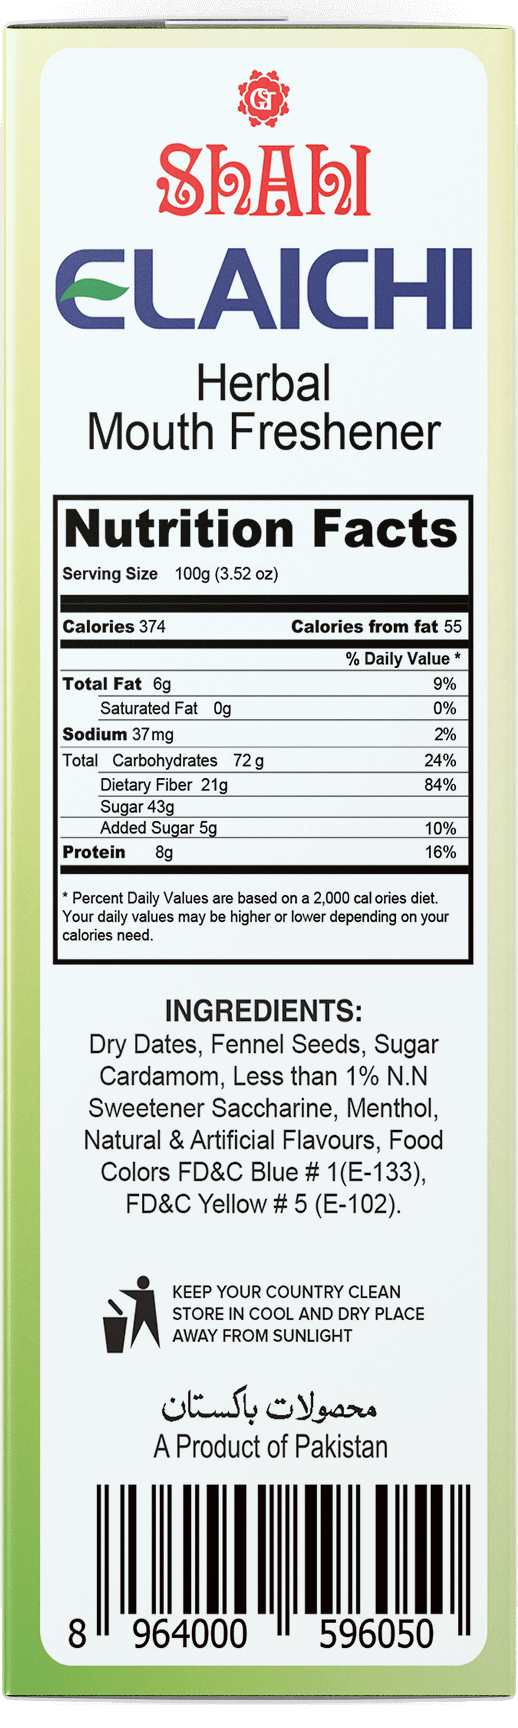 GST
SHAHI
ELAICHI
Herbal
Mouth Freshener
Nutrition Facts
Serving Size 100g (3.52 oz)
Calories 374 Calories from fat 55
% Daily Value *
Total Fat 6g 9%
Saturated Fat 0g 0%
Sodium 37mg 2%
Total Carbohydrates 72 g 24%
Dietary Fiber 21g 84%
Sugar 43g
Added Sugar 5g 10%
Protein 8g 16%
* Percent Daily Values are based on a 2,000 cal ories diet.
Your daily values may be higher or lower depending on your
calories need.
INGREDIENTS:
Dry Dates, Fennel Seeds, Sugar
Cardamom, Less than 1% N.N
Sweetener Saccharine, Menthol,
Natural & Artificial Flavours, Food
Colors FD&C Blue # 1(E-133),
FD&C Yellow # 5 (E-102).
KEEP YOUR COUNTRY CLEAN
STORE IN COOL AND DRY PLACE
AWAY FROM SUNLIGHT
محصولات باكستان
A Product of Pakistan
8 964000 596050